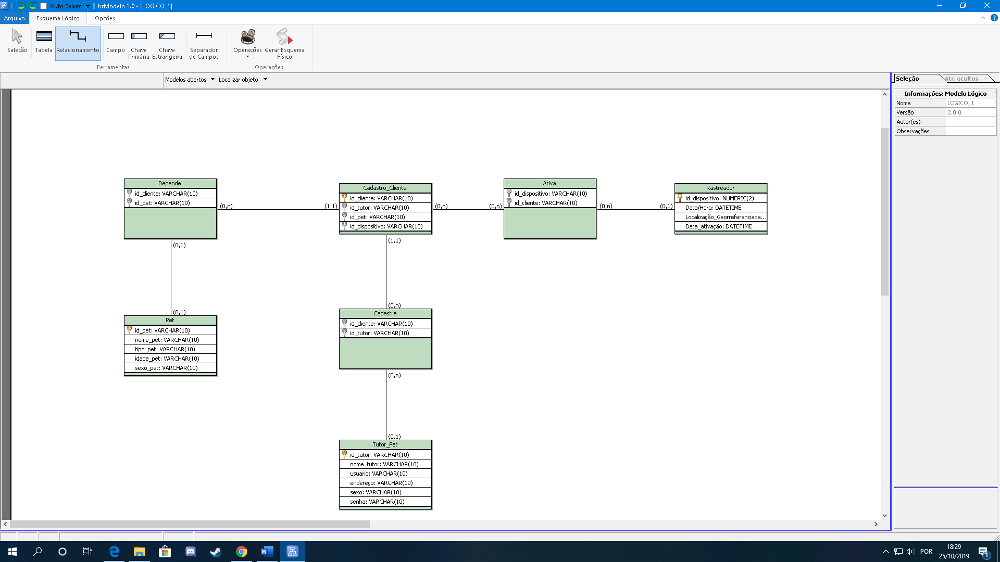 Auto Salvar
brModelo 3.0 - [LOGICO_1]
Arquivo
Esquema Lógico
Opções
Seleção
Tabela
Relacionamento
Campo
Chave Primária
Chave Estrangeira
Separador de Campos
Operações
Gerar Esquema Físico
Ferramentas
Operações
Modelos abertos
Localizar objeto
Seleção
Atr. ocultos
Informações: Modelo Lógico
Nome LOGICO_1
Versão 2.0.0
Autor(es)
Observações
Depende
id_cliente: VARCHAR(10)
id_pet: VARCHAR(10)
(0,n)
(1,1)
Cadastro_Cliente
id_cliente: VARCHAR(10)
id_tutor: VARCHAR(10)
id_pet: VARCHAR(10)
id_dispositivo: VARCHAR(10)
(0,n)
(0,n)
Ativa
id_dispositivo: VARCHAR(10)
id_cliente: VARCHAR(10)
(0,n)
(0,1)
Rastreador
id_dispositivo: NUMERIC(2)
Data/Hora: DATETIME
Localização_Georreferenciada...
Data_ativação: DATETIME
(0,1)
(0,1)
Pet
id_pet: VARCHAR(10)
nome_pet: VARCHAR(10)
tipo_pet: VARCHAR(10)
idade_pet: VARCHAR(10)
sexo_pet: VARCHAR(10)
(1,1)
(0,n)
Cadastra
id_cliente: VARCHAR(10)
id_tutor: VARCHAR(10)
(0,n)
(0,1)
Tutor_Pet
id_tutor: VARCHAR(10)
nome_tutor: VARCHAR(10)
usuario: VARCHAR(10)
endereço: VARCHAR(10)
sexo: VARCHAR(10)
senha: VARCHAR(10)
POR
18:29
25/10/2019
1